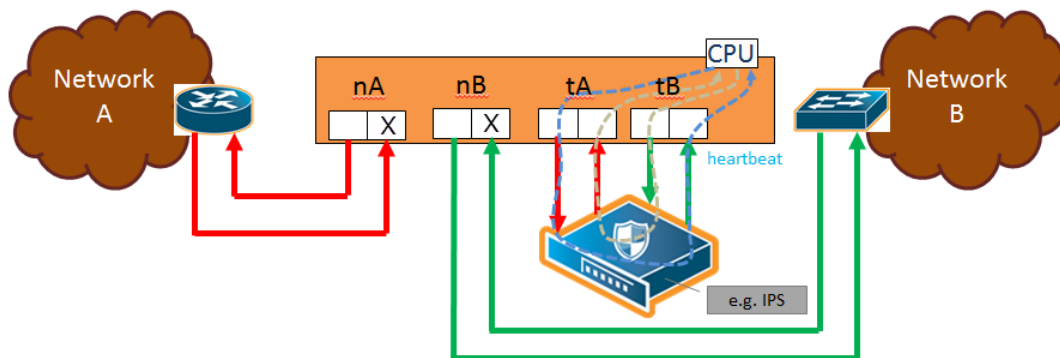 Network
A
nA
nB
tA
tB
CPU
X
X
heartbeat
e.g. IPS
Network
B